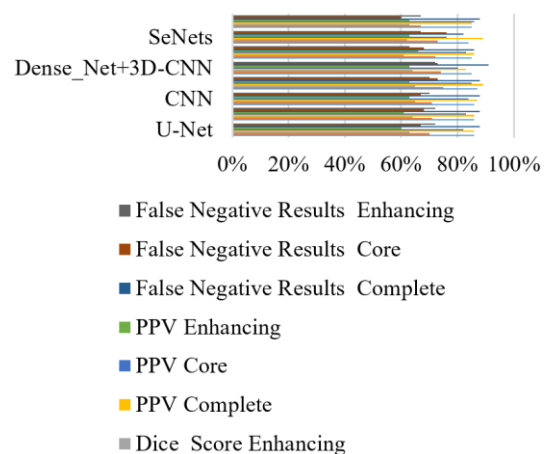 SeNets
Dense_Net+3D-CNN
CNN
U-Net
0% 20% 40% 60% 80% 100%
False Negative Results Enhancing
False Negative Results Core
False Negative Results Complete
PPV Enhancing
PPV Core
PPV Complete
Dice Score Enhancing